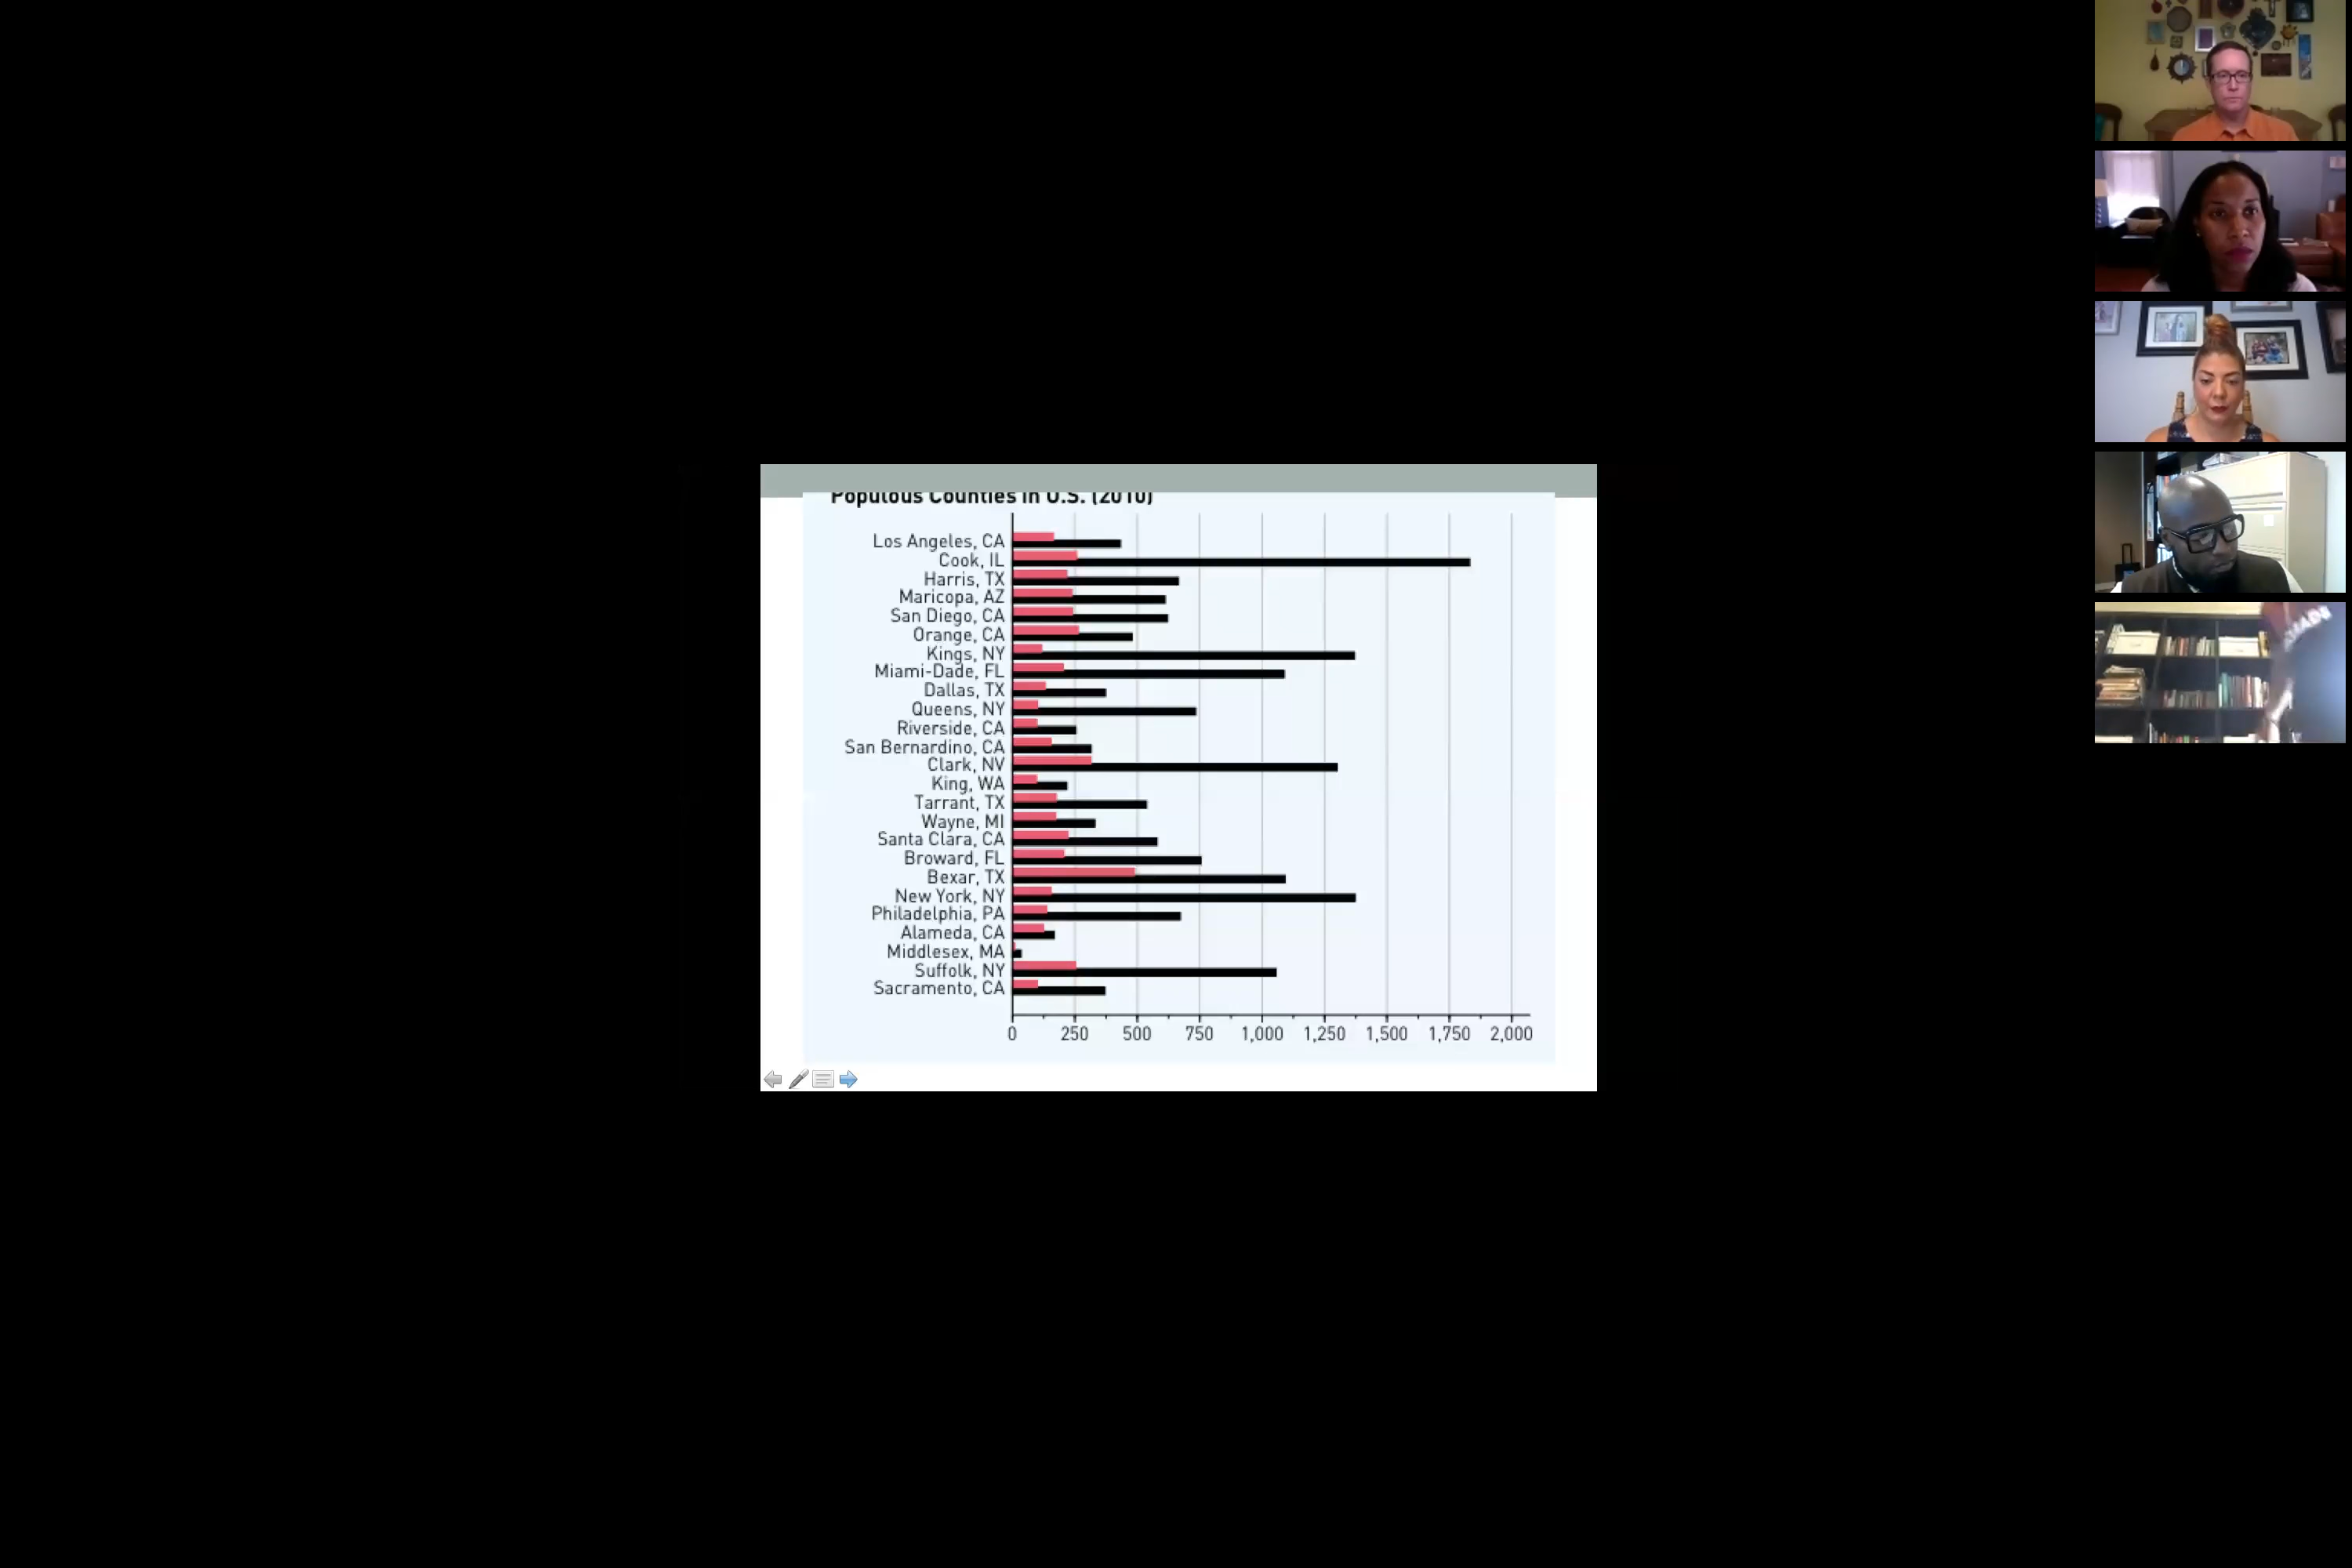 Populous Counties in U.S. (2010)
Los Angeles, CA
Cook, IL
Harris, TX
Maricopa, AZ
San Diego, CA
Orange, CA
Kings, NY
Miami-Dade, FL
Dallas, TX
Queens, NY
Riverside, CA
San Bernardino, CA
Clark, NV
King, WA
Tarrant, TX
Wayne, MI
Santa Clara, CA
Broward, FL
Bexar, TX
New York, NY
Philadelphia, PA
Alameda, CA
Middlesex, MA
Suffolk, NY
Sacramento, CA
0 250 500 750 1,000 1,250 1,500 1,750 2,000